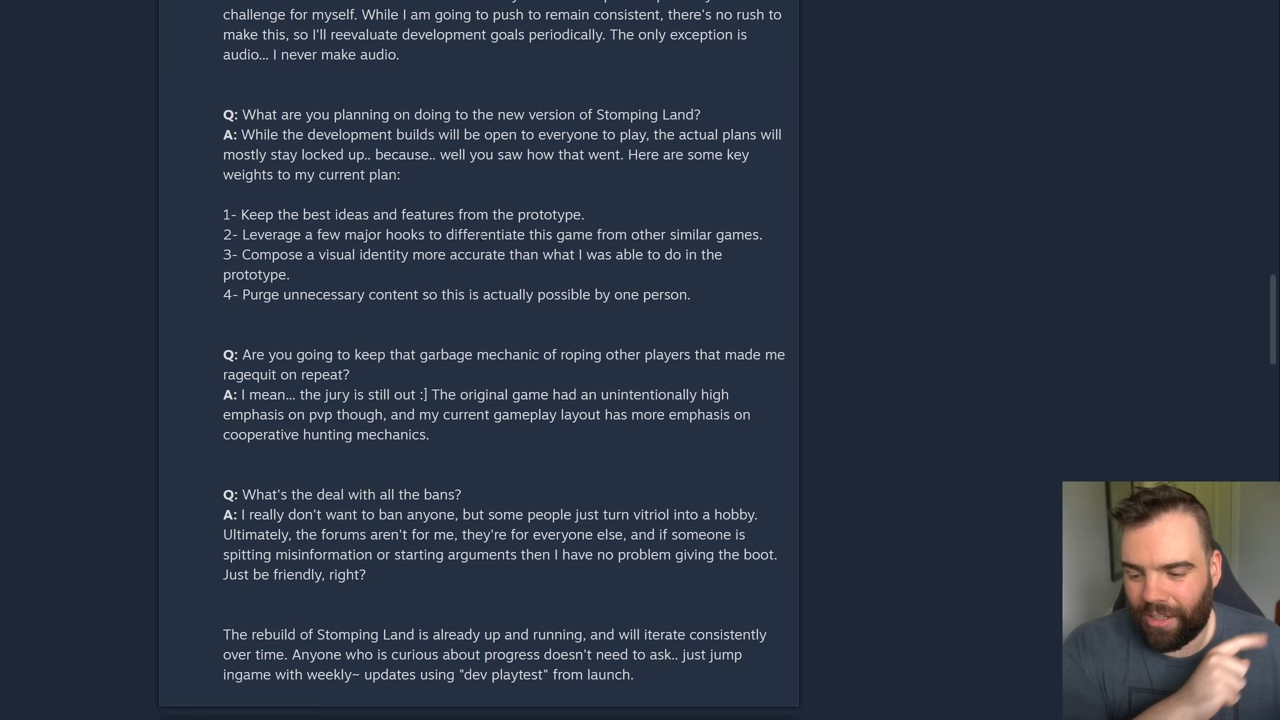 challenge for myself. While I am going to push to remain consistent, there's no rush to
make this, so I'll reevaluate development goals periodically. The only exception is
audio... I never make audio.
Q: What are you planning on doing to the new version of Stomping Land?
A: While the development builds will be open to everyone to play, the actual plans will
mostly stay locked up.. because.. well you saw how that went. Here are some key
weights to my current plan:
1- Keep the best ideas and features from the prototype.
2- Leverage a few major hooks to differentiate this game from other similar games.
3- Compose a visual identity more accurate than what I was able to do in the
prototype.
4- Purge unnecessary content so this is actually possible by one person.
Q: Are you going to keep that garbage mechanic of roping other players that made me
ragequit on repeat?
A: I mean... the jury is still out :] The original game had an unintentionally high
emphasis on pvp though, and my current gameplay layout has more emphasis on
cooperative hunting mechanics.
Q: What's the deal with all the bans?
A: I really don't want to ban anyone, but some people just turn vitriol into a hobby.
Ultimately, the forums aren't for me, they're for everyone else, and if someone is
spitting misinformation or starting arguments then I have no problem giving the boot.
Just be friendly, right?
The rebuild of Stomping Land is already up and running, and will iterate consistently
over time. Anyone who is curious about progress doesn't need to ask.. just jump
ingame with weekly~ updates using "dev playtest" from launch.